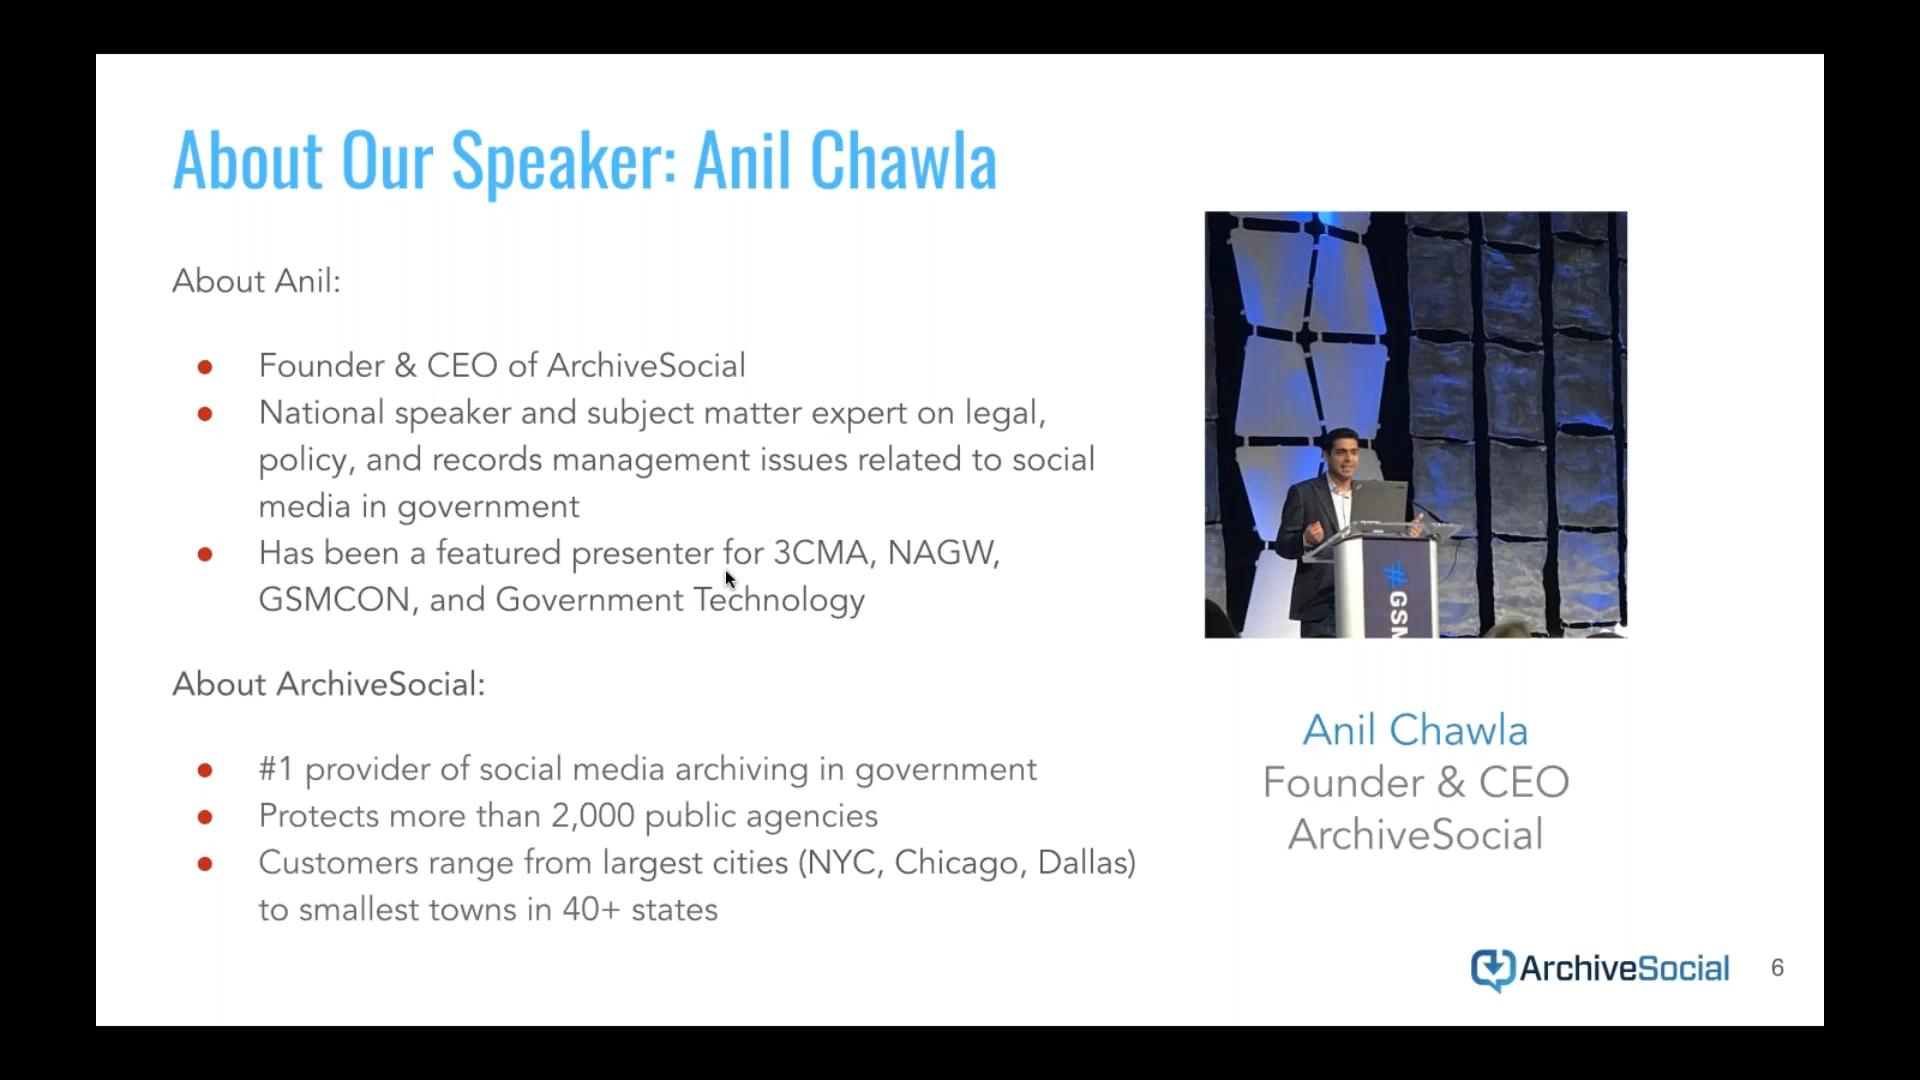 About Our Speaker: Anil Chawla
About Anil:
● Founder & CEO of ArchiveSocial
● National speaker and subject matter expert on legal,
policy, and records management issues related to social
media in government
● Has been a featured presenter for 3CMA, NAGW,
GSMCON, and Government Technology
About ArchiveSocial:
● #1 provider of social media archiving in government
● Protects more than 2,000 public agencies
● Customers range from largest cities (NYC, Chicago, Dallas)
to smallest towns in 40+ states
# GSM
Anil Chawla
Founder & CEO
ArchiveSocial
ArchiveSocial
6